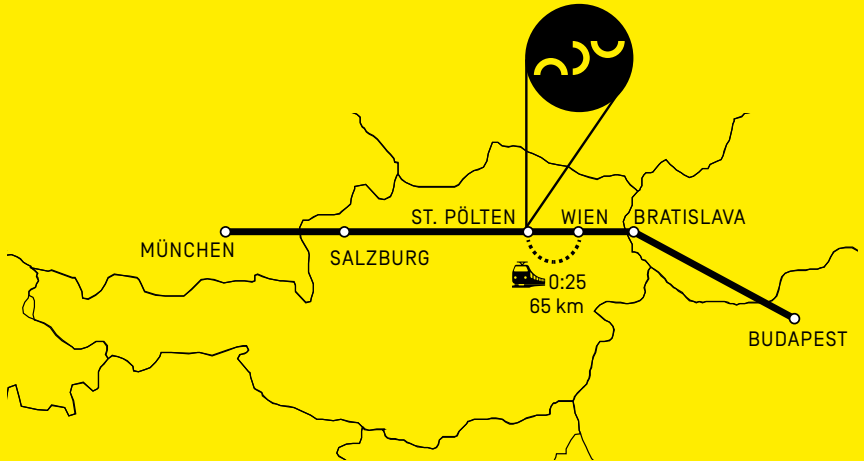 ST. PÖLTEN
WIEN
BRATISLAVA
MÜNCHEN
SALZBURG
0:25
65 km
BUDAPEST